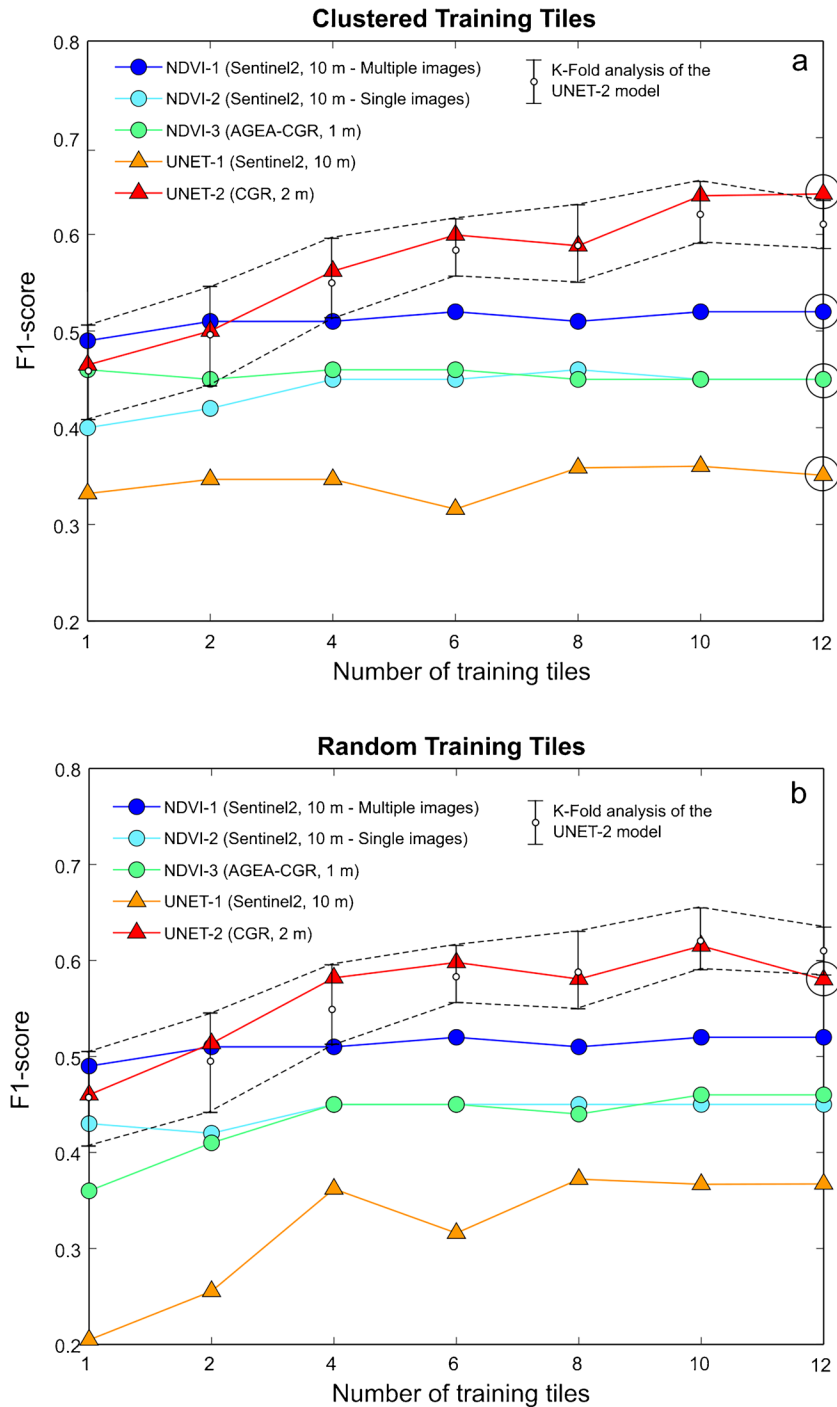 Clustered Training Tiles
a
NDVI-1 (Sentinel2, 10 m - Multiple images)
NDVI-2 (Sentinel2, 10 m - Single images)
NDVI-3 (AGEA-CGR, 1 m)
UNET-1 (Sentinel2, 10 m)
UNET-2 (CGR, 2 m)
K-Fold analysis of the
UNET-2 model
0.8
0.7
0.6
0.5
0.4
0.3
0.2
F1-score
1 2 4 6 8 10 12
Number of training tiles
Random Training Tiles
b
NDVI-1 (Sentinel2, 10 m - Multiple images)
NDVI-2 (Sentinel2, 10 m - Single images)
NDVI-3 (AGEA-CGR, 1 m)
UNET-1 (Sentinel2, 10 m)
UNET-2 (CGR, 2 m)
K-Fold analysis of the
UNET-2 model
0.8
0.7
0.6
0.5
0.4
0.3
0.2
F1-score
1 2 4 6 8 10 12
Number of training tiles